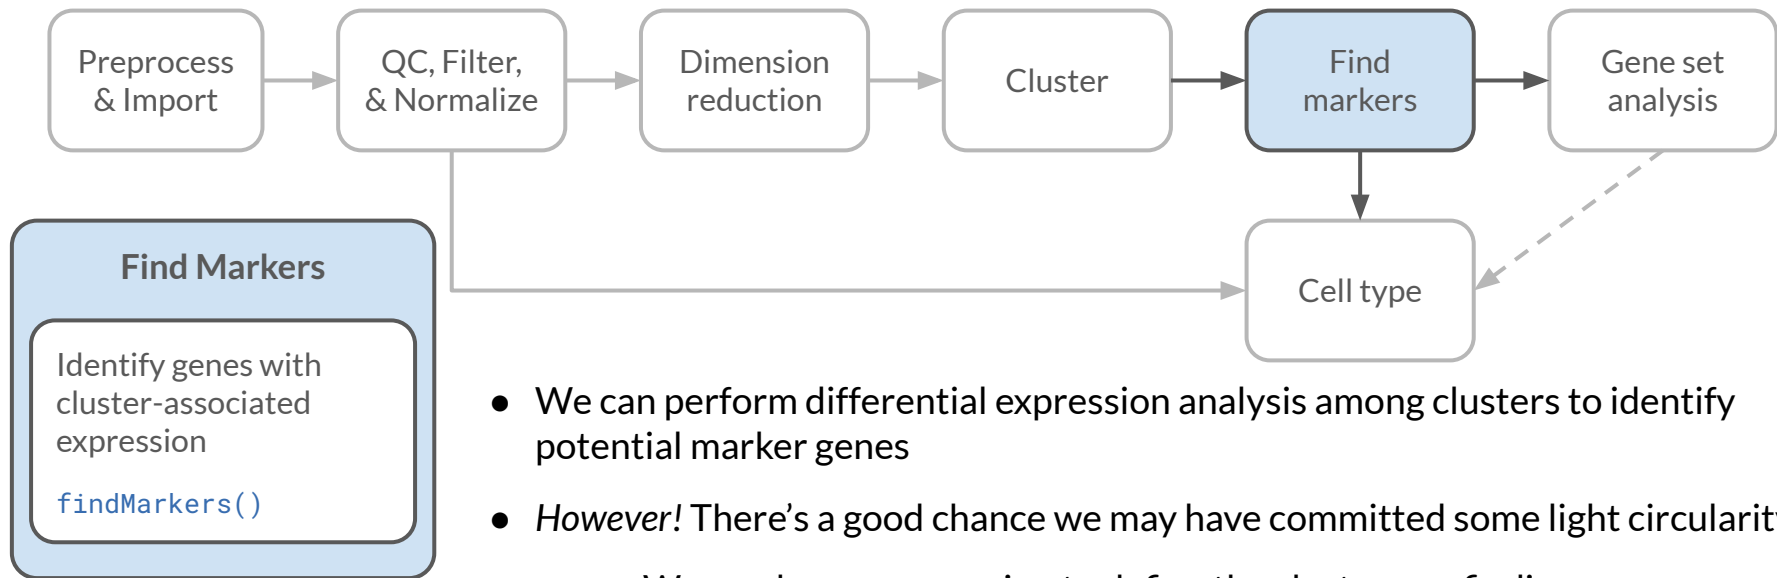 Preprocess
& Import
QC, Filter,
& Normalize
Dimension
reduction
Cluster
Find
markers
Gene set
analysis
Cell type
Find Markers
Identify genes with
cluster-associated
expression
findMarkers()
● We can perform differential expression analysis among clusters to identify
potential marker genes
● However! There’s a good chance we may have committed some light circularity